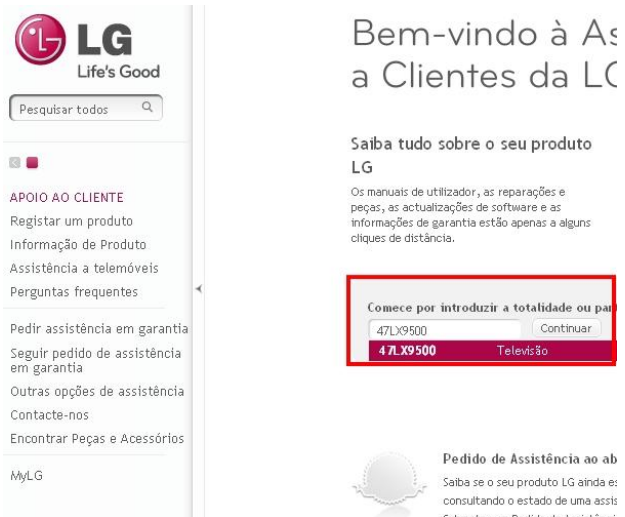 LG
Life's Good
Pesquisar todos
APOIO AO CLIENTE
Registar um produto
Informação de Produto
Assistência a telemóveis
Perguntas frequentes
Pedir assistência em garantia
Seguir pedido de assistência
em garantia
Outras opções de assistência
Contacte-nos
Encontrar Peças e Acessórios
MyLG
Bem-vindo à As
a Clientes da LG
Saiba tudo sobre o seu produto
LG
Os manuais de utilizador, as reparações e
peças, as actualizações de software e as
informações de garantia estão apenas a alguns
cliques de distância.
Comece por introduzir a totalidade ou par
47LX9500 Continuar
47LX9500 Televisão
Pedido de Assistência ao ab
Saiba se o seu produto LG ainda es
consultando o estado de uma assis